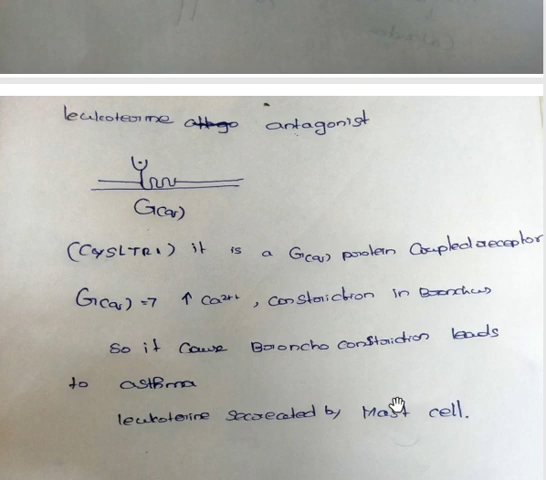 leukoterine antagonist
G(q)
(CYSLTR1) it is a G(q) protein Coupled receptor
G(q) => ↑ Ca2+, constriction in Bronchus
So it Cause Broncho constriction leads
to asthma
leukoterine secreated by Mast cell.